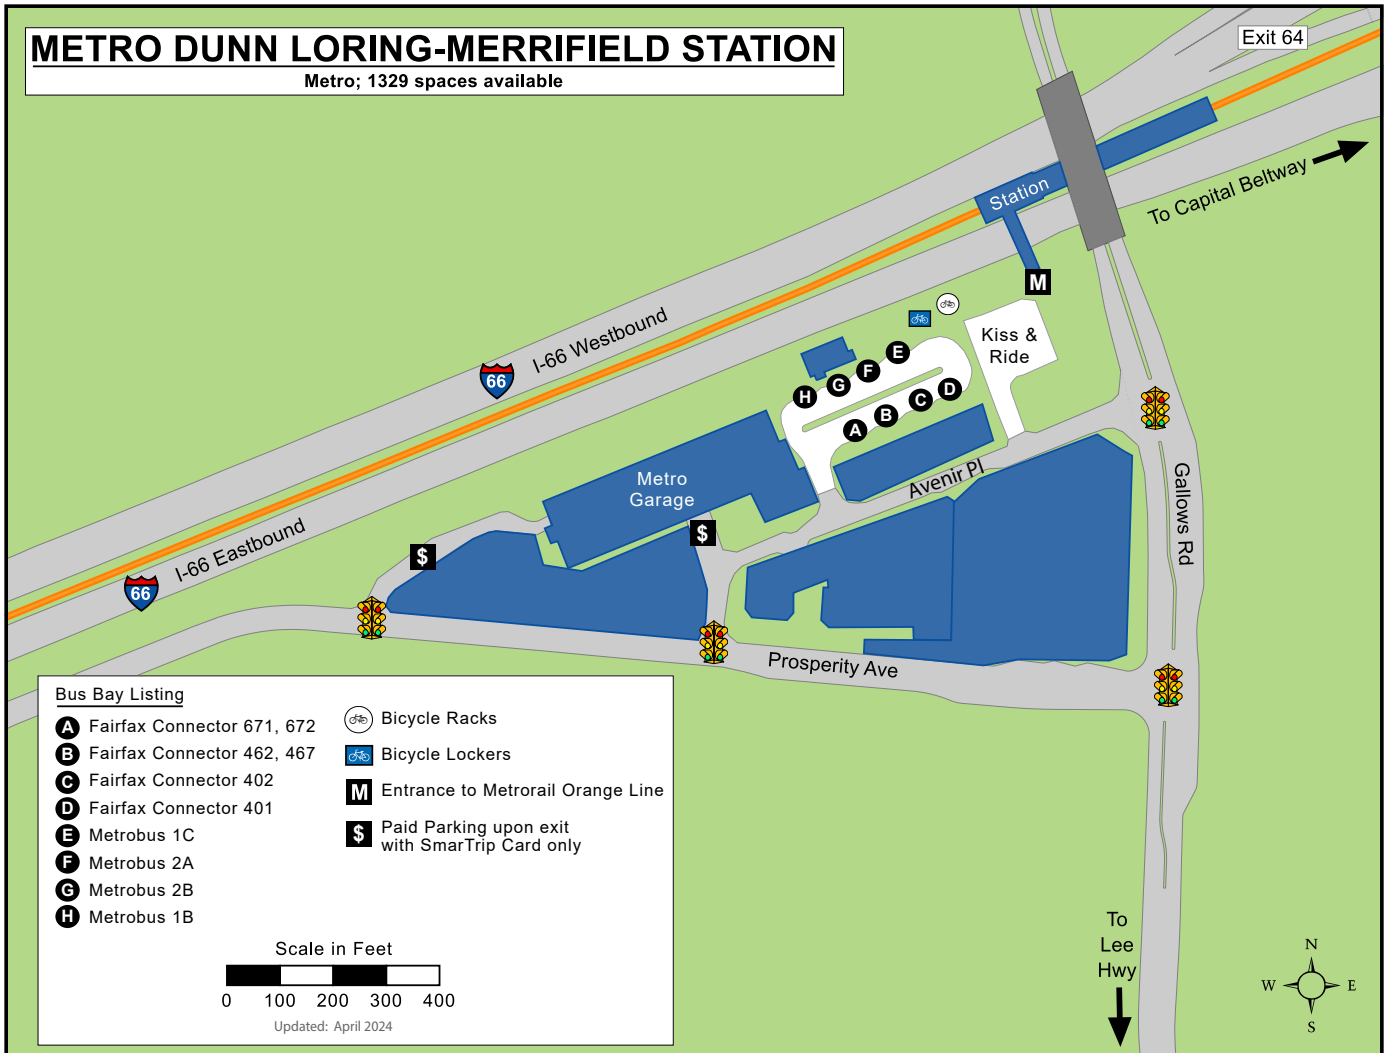 METRO DUNN LORING-MERRIFIELD STATION
Metro; 1329 spaces available
Exit 64
To Capital Beltway
Station
M
I-66 Westbound
66
Kiss &
Ride
E
F
G
H
D
C
B
A
Metro
Garage
Avenir Pl
Gallows Rd
$
$
I-66 Eastbound
66
Prosperity Ave
Bus Bay Listing
A Fairfax Connector 671, 672
B Fairfax Connector 462, 467
C Fairfax Connector 402
D Fairfax Connector 401
E Metrobus 1C
F Metrobus 2A
G Metrobus 2B
H Metrobus 1B
Bicycle Racks
Bicycle Lockers
M Entrance to Metrorail Orange Line
$ Paid Parking upon exit
with SmarTrip Card only
Scale in Feet
0 100 200 300 400
Updated: April 2024
To
Lee
Hwy
N
W E
S